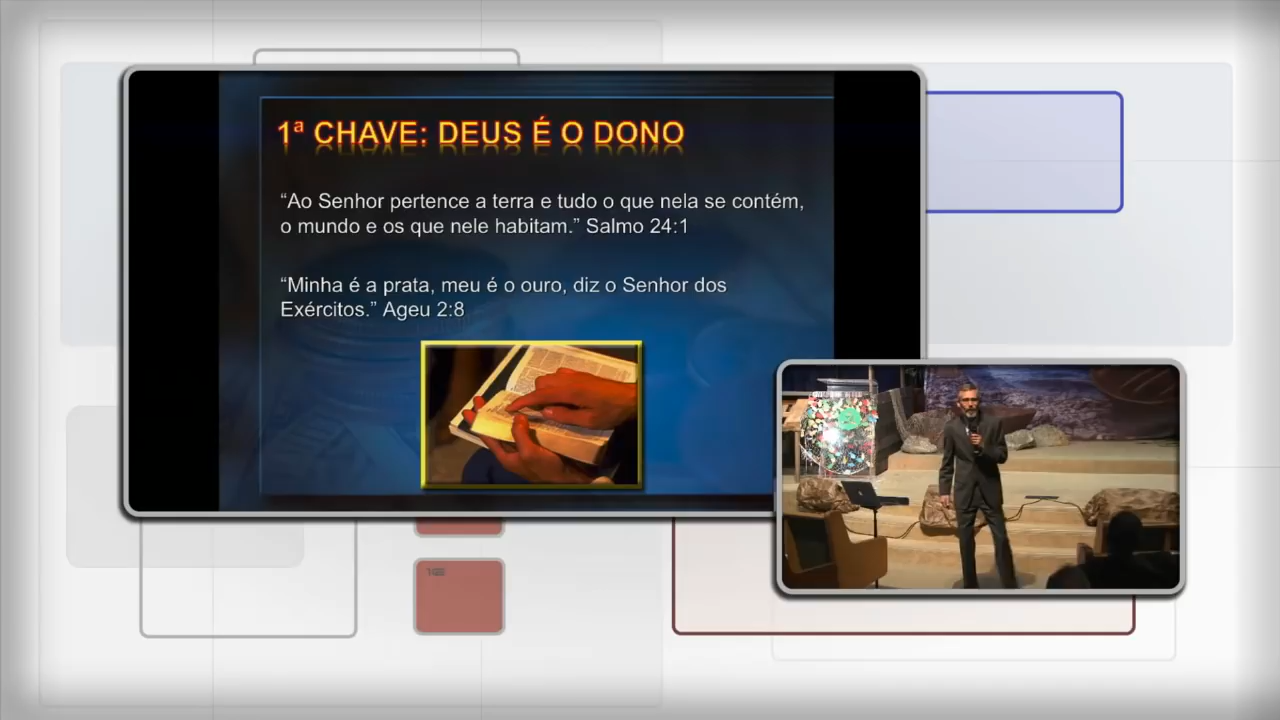 1ª CHAVE: DEUS É O DONO
“Ao Senhor pertence a terra e tudo o que nela se contém,
o mundo e os que nele habitam.” Salmo 24:1
“Minha é a prata, meu é o ouro, diz o Senhor dos
Exércitos.” Ageu 2:8